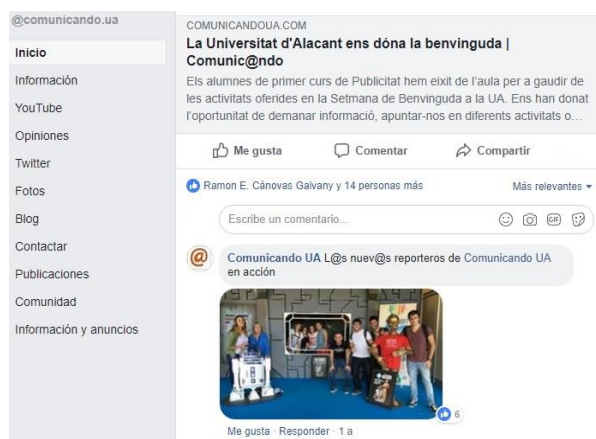 @comunicando.ua
Inicio
Información
YouTube
Opiniones
Twitter
Fotos
Blog
Contactar
Publicaciones
Comunidad
Información y anuncios
COMUNICANDOUA.COM
La Universitat d'Alacant ens dóna la benvinguda |
Comunic@ndo
Els alumnes de primer curs de Publicitat hem eixit de l'aula per a gaudir de
les activitats oferides en la Setmana de Benvinguda a la UA. Ens han donat
l'oportunitat de demanar informació, apuntar-nos en diferents activitats o...
Me gusta Comentar Compartir
Ramon E. Cánovas Galvany y 14 personas más Más relevantes
Escribe un comentario... GIF
Comunicando UA L@s nuev@s reporteros de Comunicando UA
en acción
6
Me gusta · Responder · 1 a